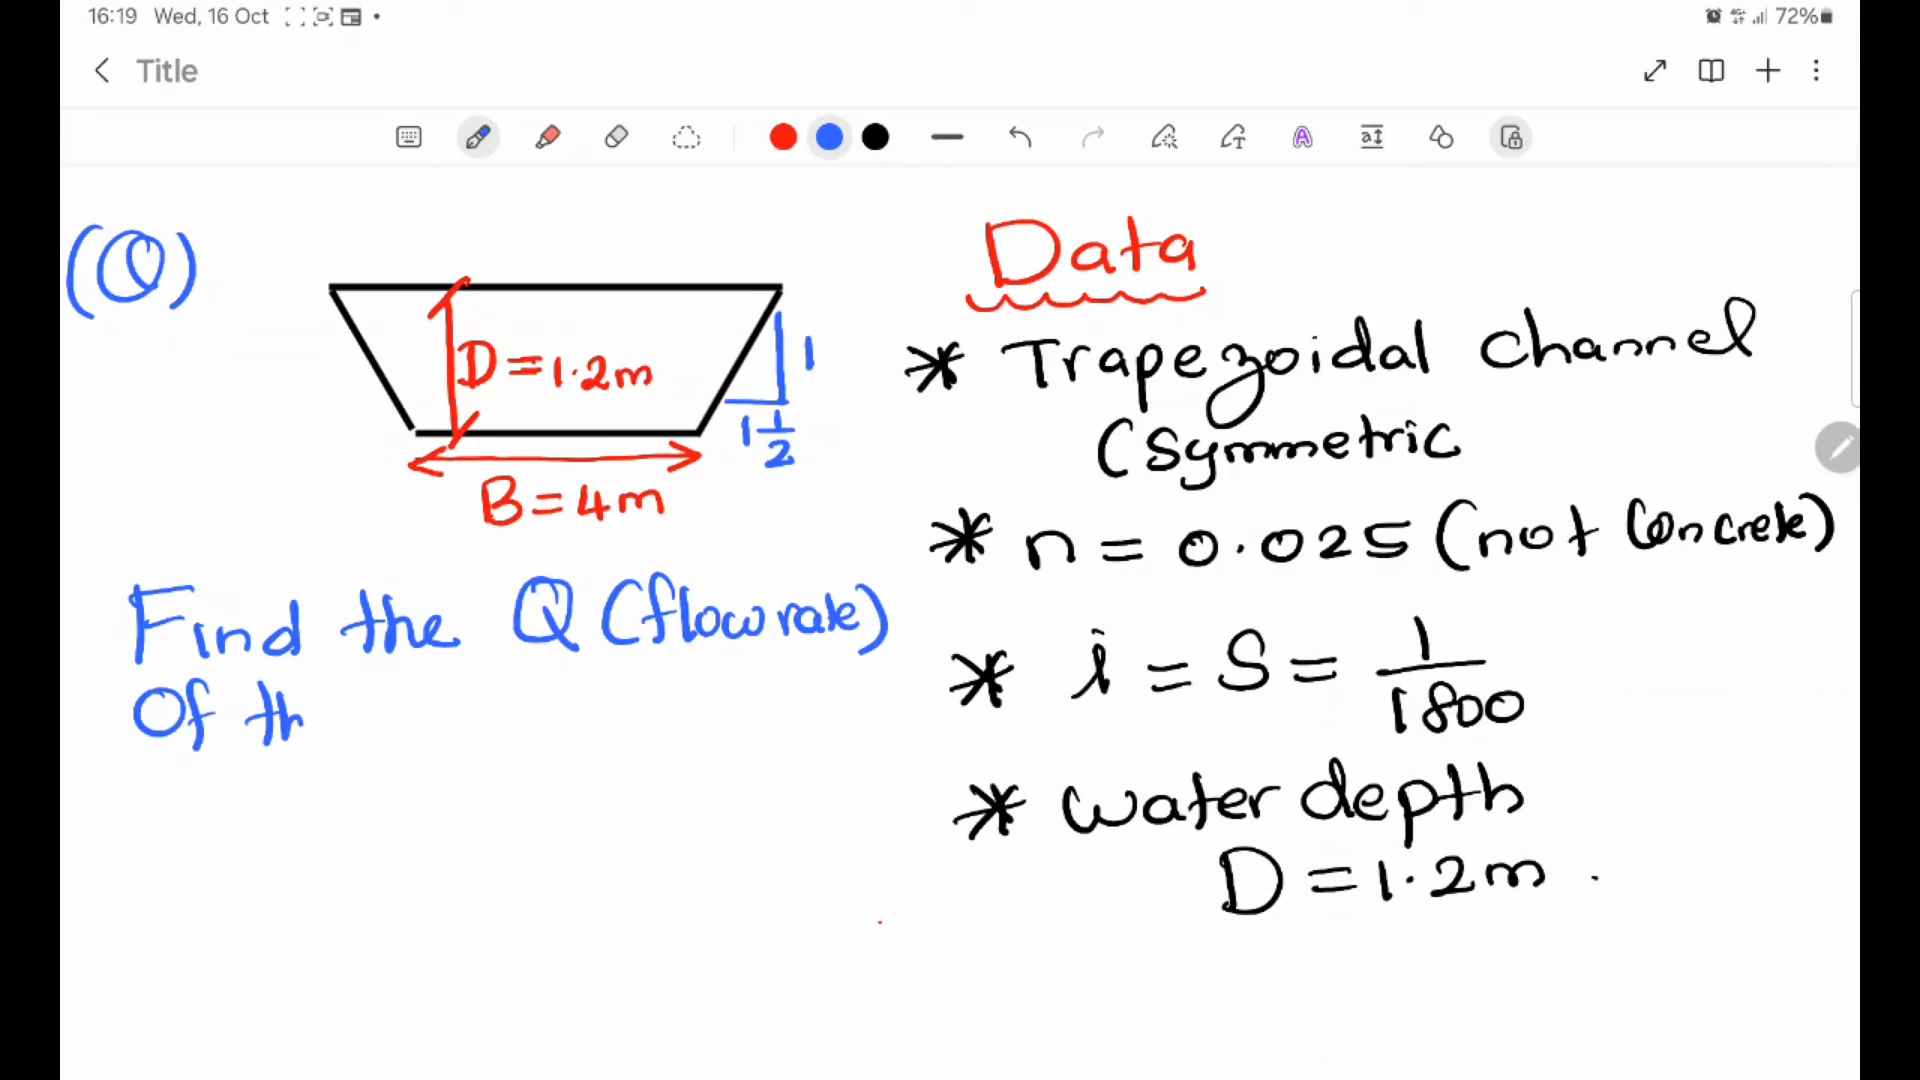 16:19 Wed, 16 Oct
72%
Title
(Q)
D = 1.2m
1
1 1/2
B = 4m
Find the Q (flow rate)
Of th
Data
* Trapezoidal channel
(Symmetric
* n = 0.025 (not Concrete)
* i = S = 1/1800
* water depth
D = 1.2m .